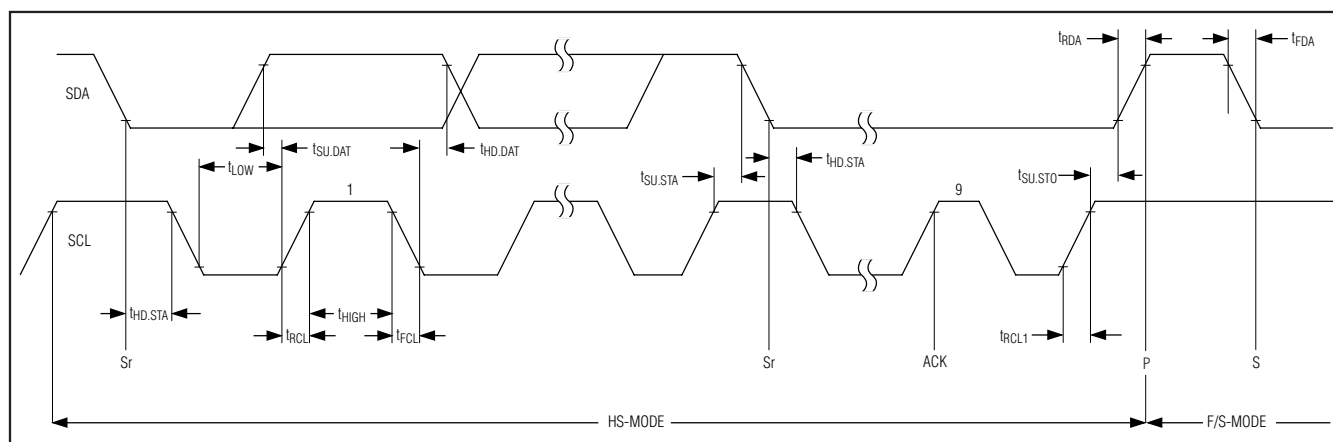 tRDA tFDA
SDA
tLOW tSU.DAT tHD.DAT tSU.STA tHD.STA tSU.STO
1 9
SCL
tHD.STA tRCL tHIGH tFCL tRCL1
Sr Sr ACK P S
HS-MODE F/S-MODE